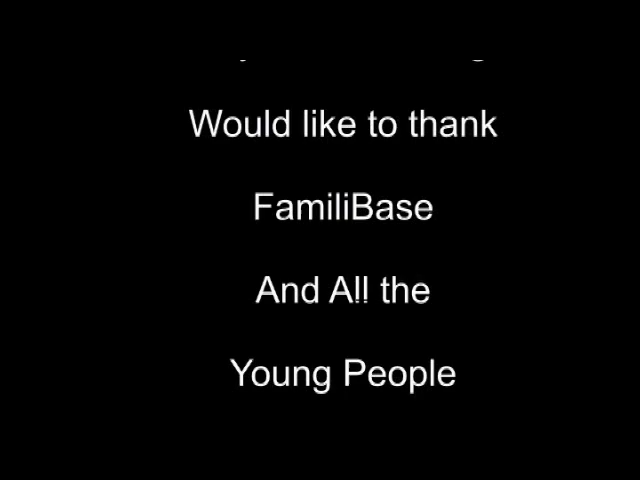 Would like to thank
FamiliBase
And All the
Young People